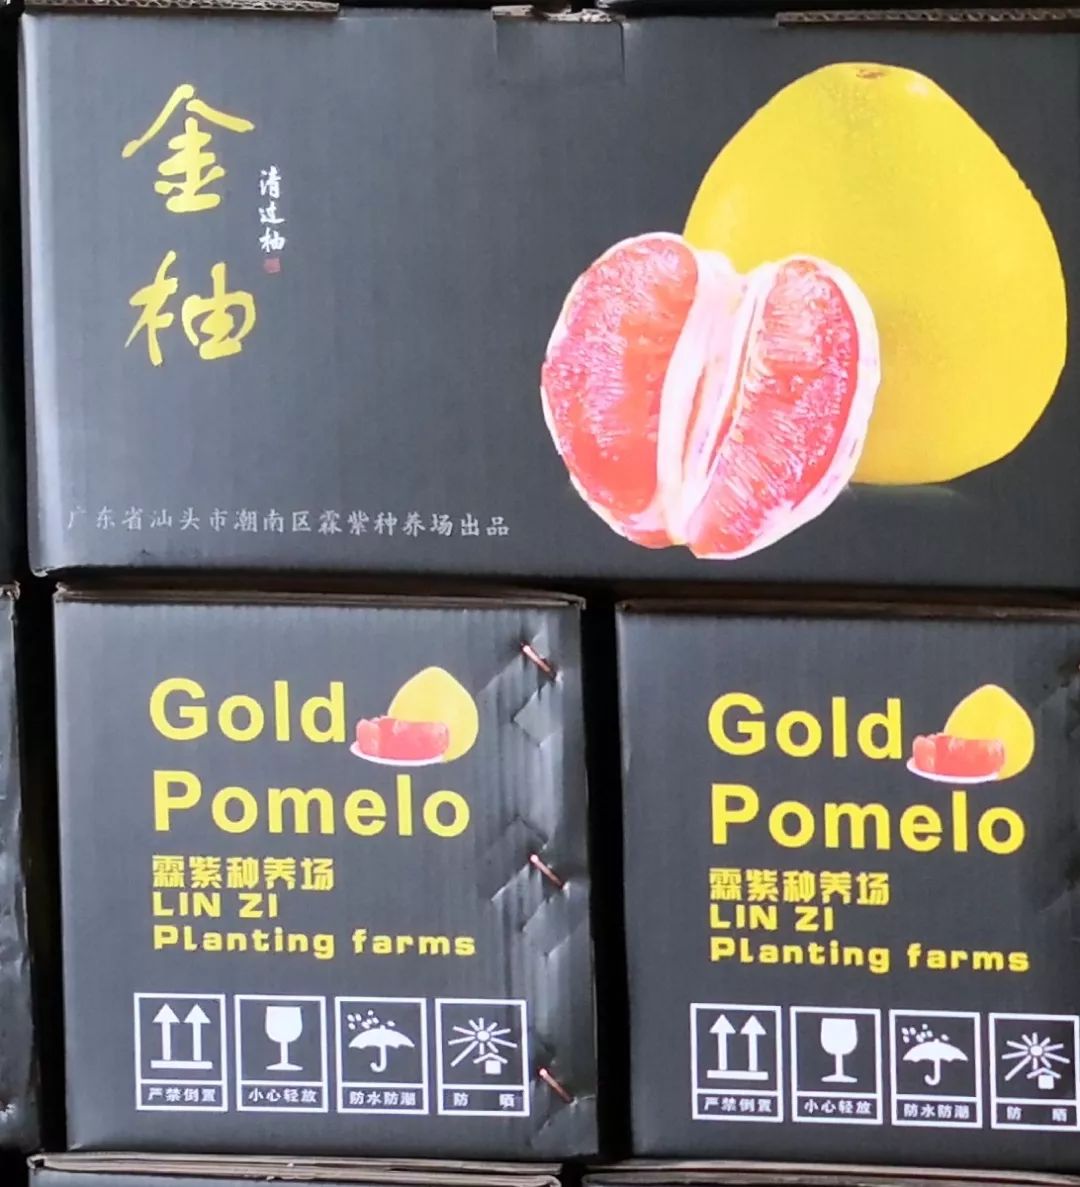 金柚
清过柚
广东省汕头市潮南区霖紫种养场出品
Gold
Pomelo
霖紫种养场
LIN ZI
Planting farms
严禁倒置
小心轻放
防水防潮
防 晒
Gold
Pomelo
霖紫种养场
LIN ZI
Planting farms
严禁倒置
小心轻放
防水防潮
防 晒